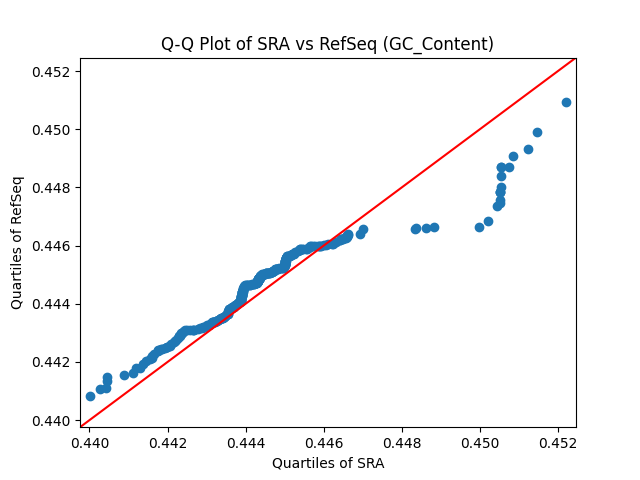 Q-Q Plot of SRA vs RefSeq (GC_Content)
0.452
0.450
0.448
0.446
0.444
0.442
0.440
Quartiles of RefSeq
0.440 0.442 0.444 0.446 0.448 0.450 0.452
Quartiles of SRA